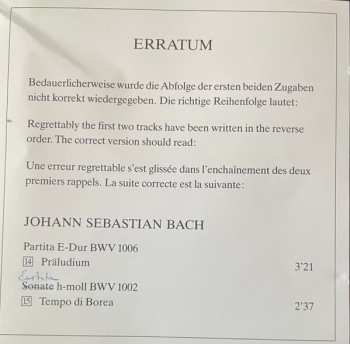 ERRATUM
Bedauerlicherweise wurde die Abfolge der ersten beiden Zugaben
nicht korrekt wiedergegeben. Die richtige Reihenfolge lautet:
Regrettably the first two tracks have been written in the reverse
order. The correct version should read:
Une erreur regrettable s'est glissée dans l'enchaînement des deux
premiers rappels. La suite correcte est la suivante:
JOHANN SEBASTIAN BACH
Partita E-Dur BWV 1006
14 Präludium 3'21
Sonate h-moll BWV 1002
15 Tempo di Borea 2'37